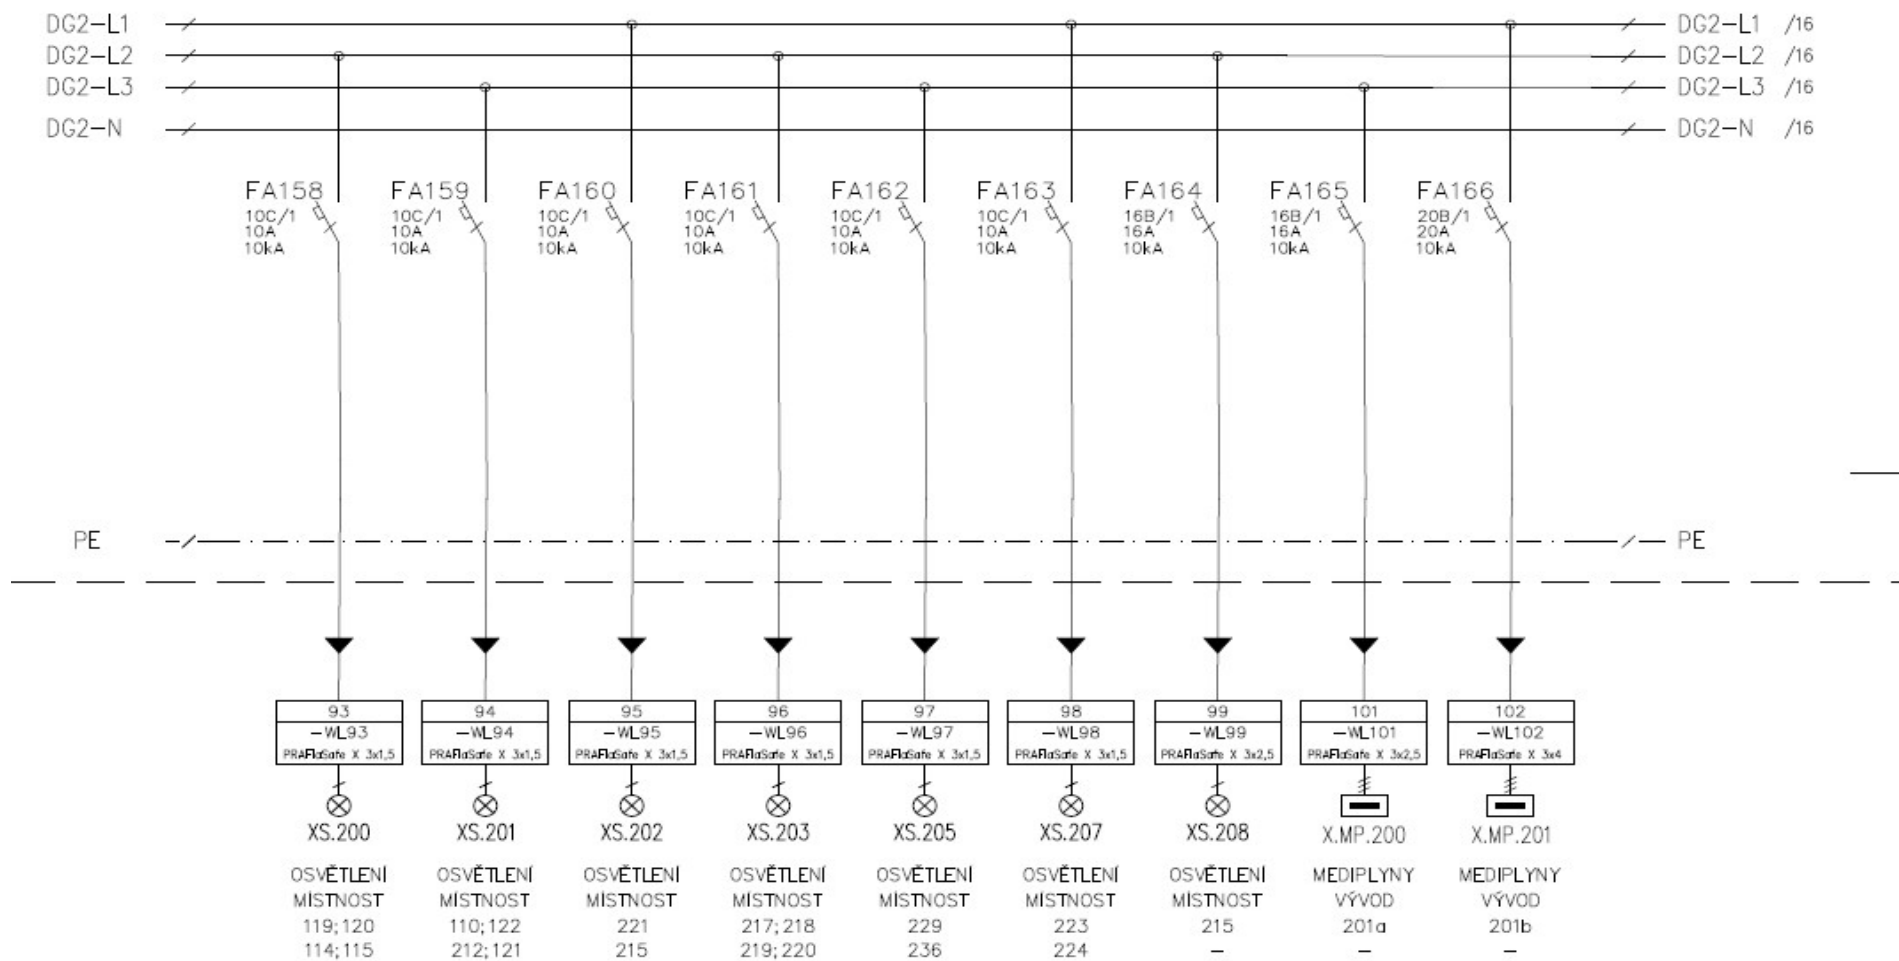 DG2-L1 DG2-L1 /16
DG2-L2 DG2-L2 /16
DG2-L3 DG2-L3 /16
DG2-N DG2-N /16
FA158 FA159 FA160 FA161 FA162 FA163 FA164 FA165 FA166
10C/1 10C/1 10C/1 10C/1 10C/1 10C/1 16B/1 16B/1 20B/1
10A 10A 10A 10A 10A 10A 16A 16A 20A
10kA 10kA 10kA 10kA 10kA 10kA 10kA 10kA 10kA
PE PE
93 94 95 96 97 98 99 101 102
-WL93 -WL94 -WL95 -WL96 -WL97 -WL98 -WL99 -WL101 -WL102
PRAFlaSafe X 3x1,5 PRAFlaSafe X 3x1,5 PRAFlaSafe X 3x1,5 PRAFlaSafe X 3x1,5 PRAFlaSafe X 3x1,5 PRAFlaSafe X 3x1,5 PRAFlaSafe X 3x2,5 PRAFlaSafe X 3x2,5 PRAFlaSafe X 3x4
XS.200 XS.201 XS.202 XS.203 XS.205 XS.207 XS.208 X.MP.200 X.MP.201
OSVĚTLENÍ OSVĚTLENÍ OSVĚTLENÍ OSVĚTLENÍ OSVĚTLENÍ OSVĚTLENÍ OSVĚTLENÍ MEDIPLYNY MEDIPLYNY
MÍSTNOST MÍSTNOST MÍSTNOST MÍSTNOST MÍSTNOST MÍSTNOST MÍSTNOST VÝVOD VÝVOD
119;120 110;122 221 217;218 229 223 215 201a 201b
114;115 212;121 215 219;220 236 224 - - -